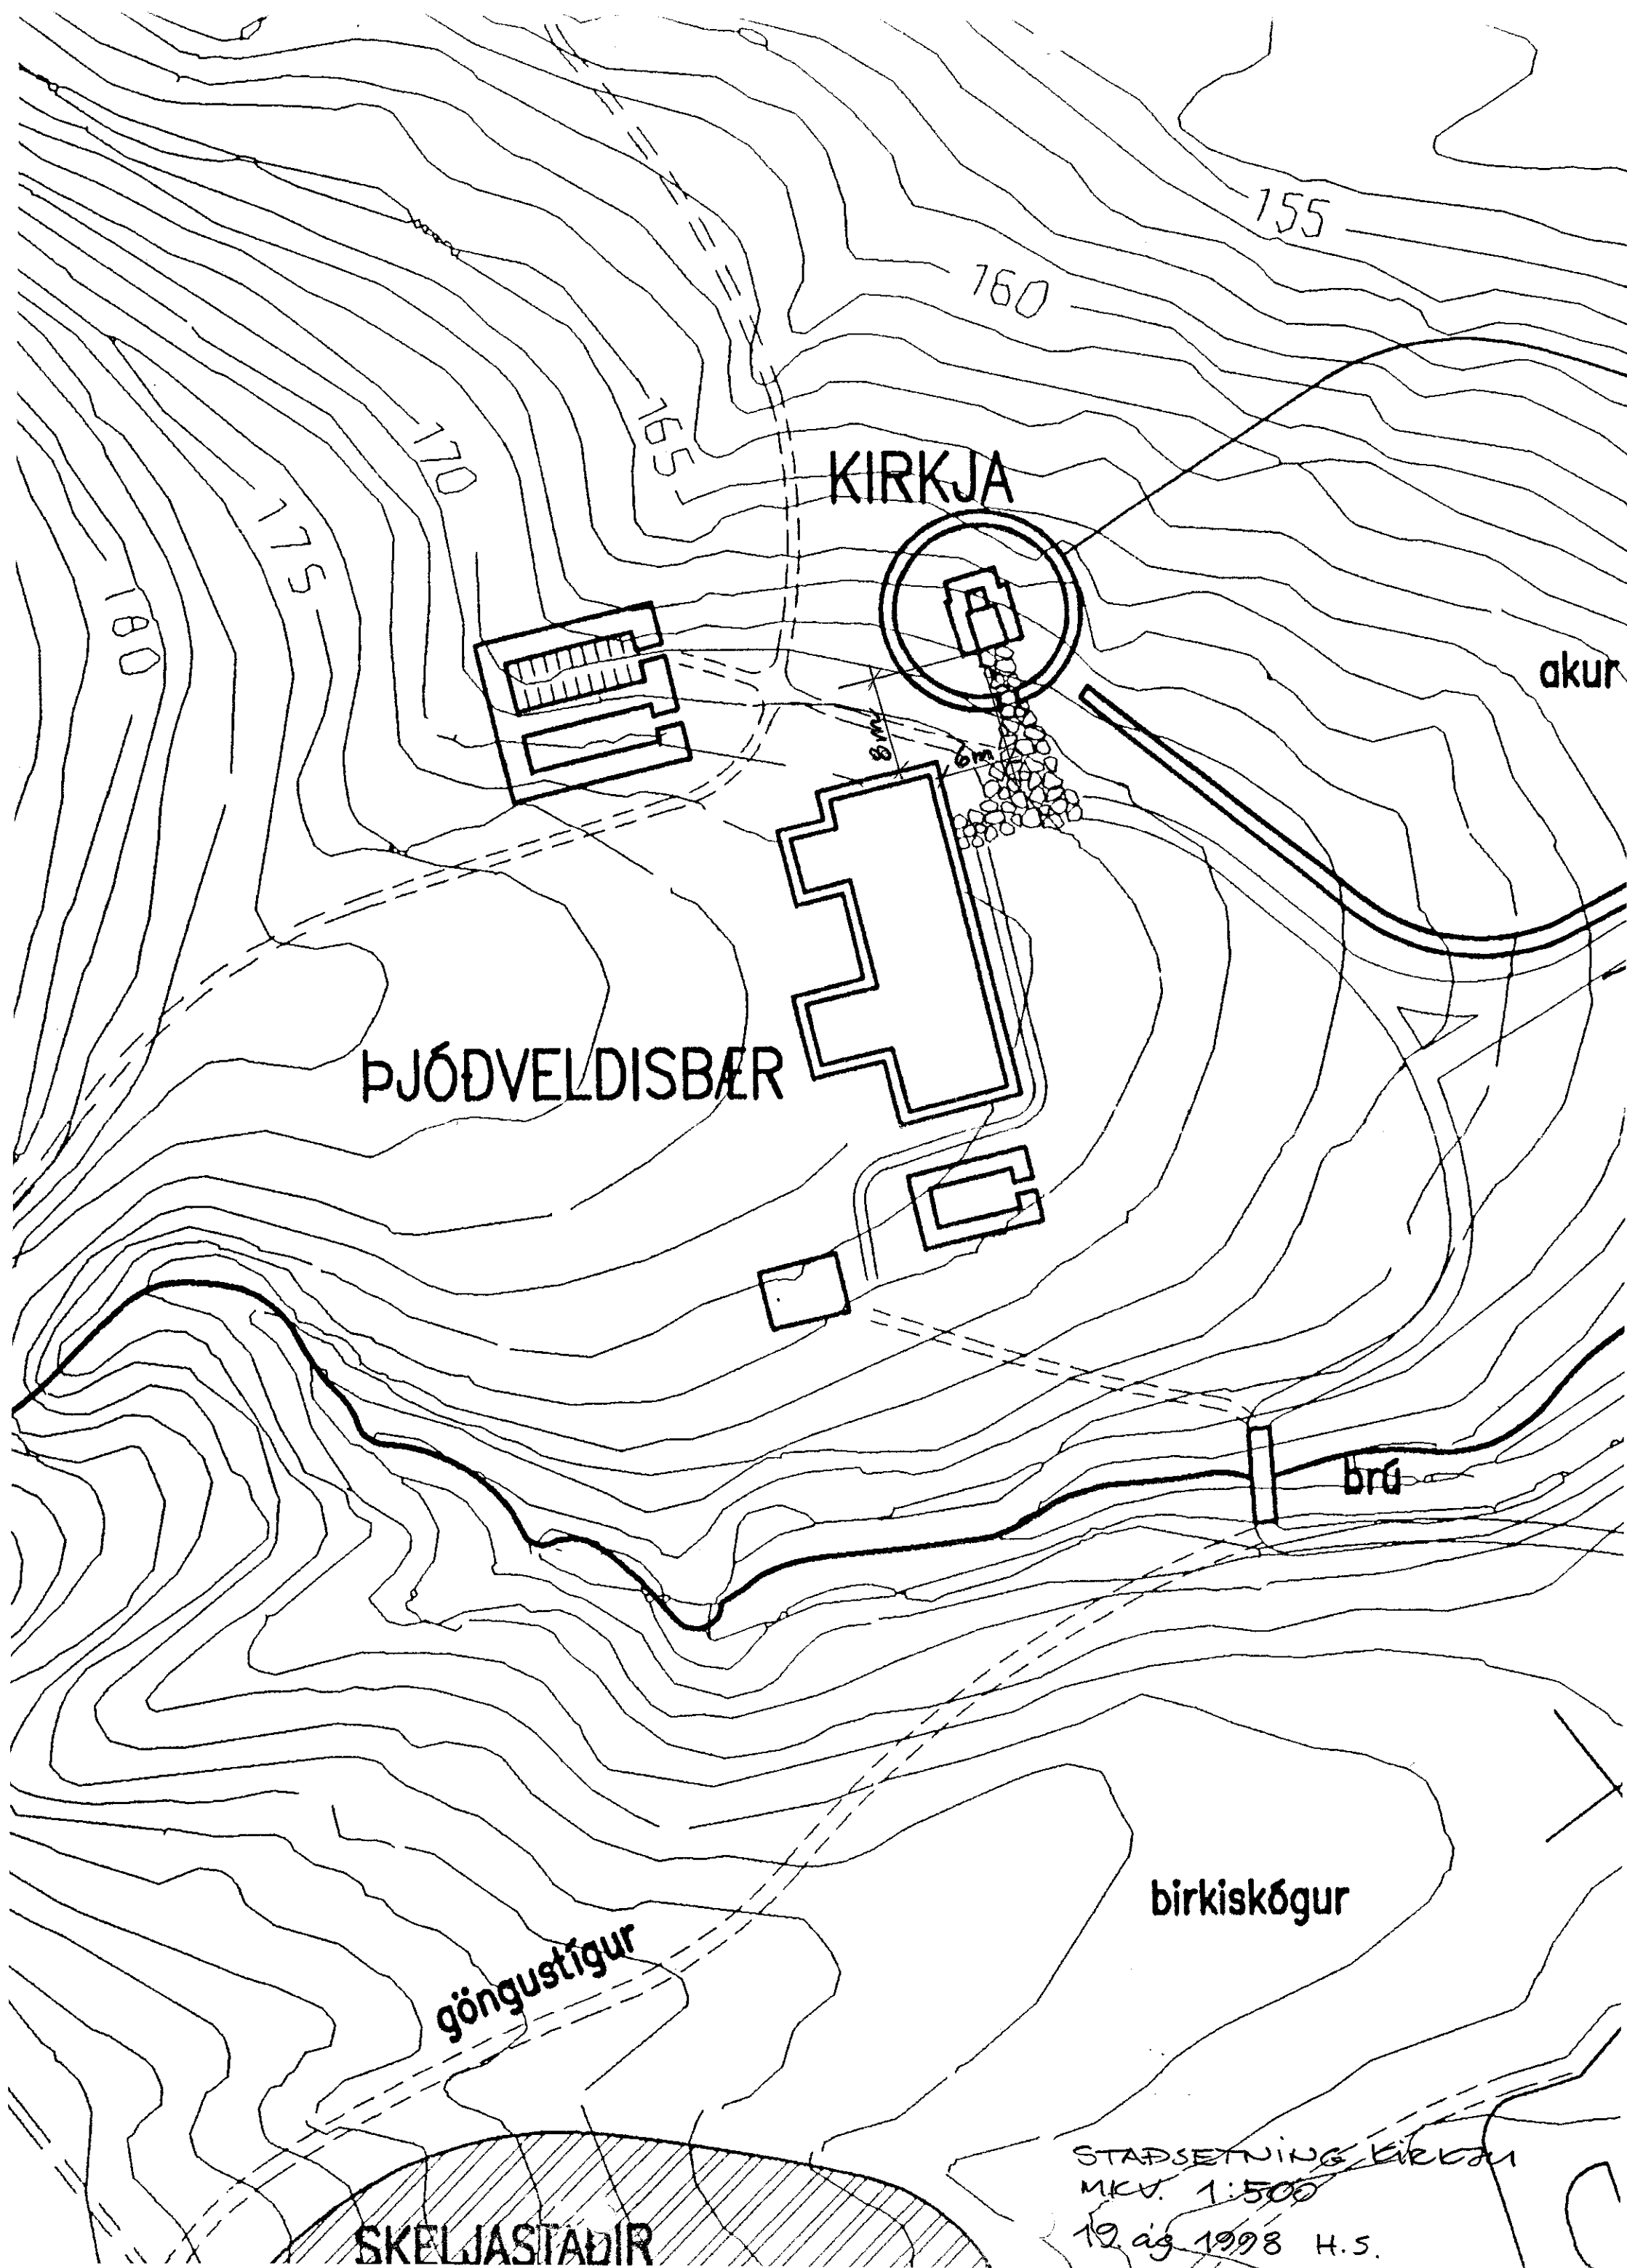 155
160
165
170
KIRKJA
175
180
akur
8m
6m
ÞJÓÐVELDISBÆR
brú
birkiskógur
göngustígur
STAÐSETNING KIRKJU
MKV. 1:500
19 ág 1998 H.S.
SKELJASTAÐIR